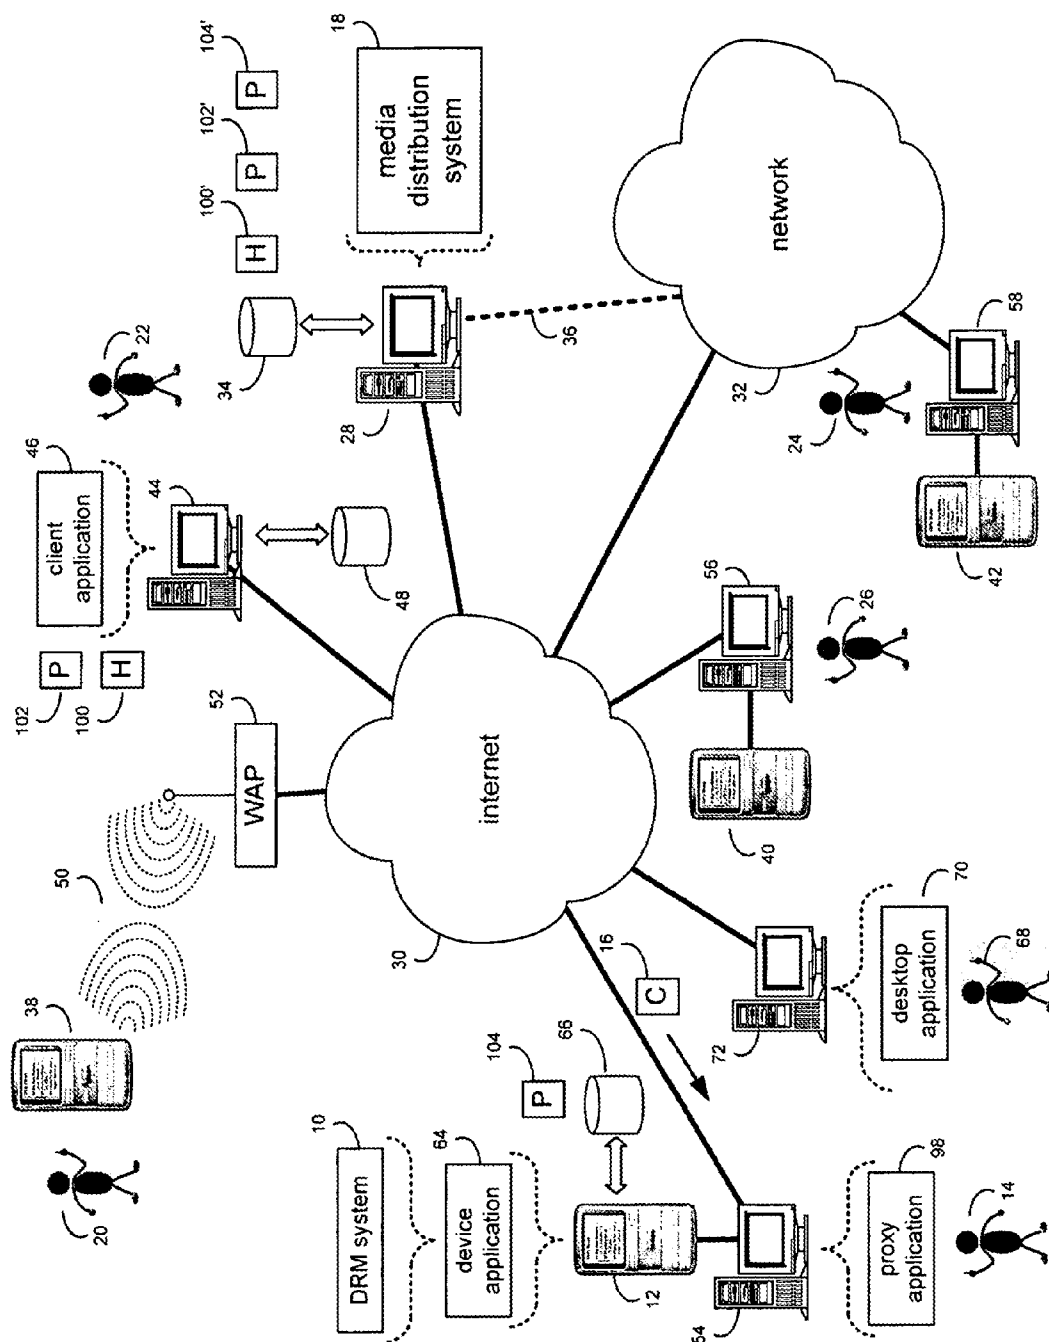 20
38
50
102
P
100
H
46
client
application
44
48
22
34
28
100'
H
102'
P
104'
P
18
media
distribution
system
52
WAP
10
DRM system
64
device
application
12
104
P
66
30
internet
16
C
36
32
network
54
98
proxy
application
14
72
70
desktop
application
68
40
56
26
24
42
58